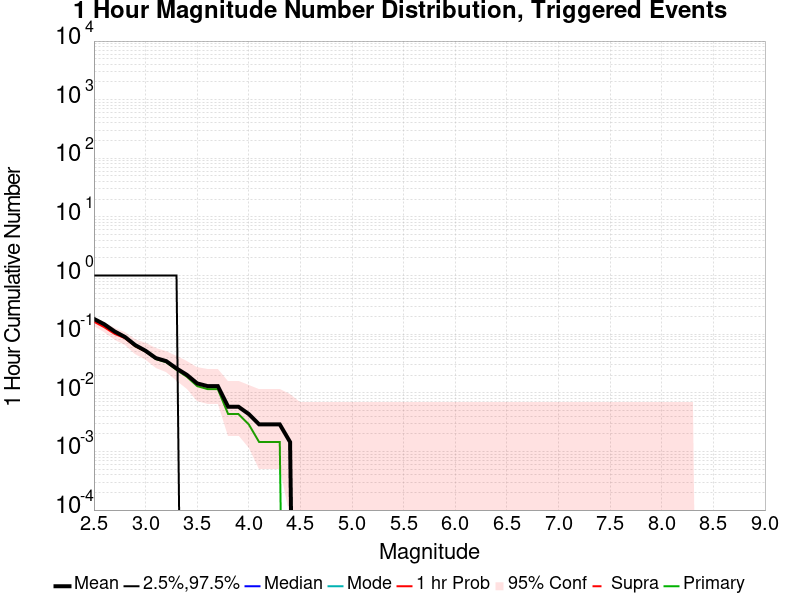 1 Hour Magnitude Number Distribution, Triggered Events
10 4
10 3
10 2
10 1
10 0
10 -1
10 -2
10 -3
10 -4
1 Hour Cumulative Number
2.5 3.0 3.5 4.0 4.5 5.0 5.5 6.0 6.5 7.0 7.5 8.0 8.5 9.0
Magnitude
Mean 2.5%,97.5% Median Mode 1 hr Prob 95% Conf Supra Primary